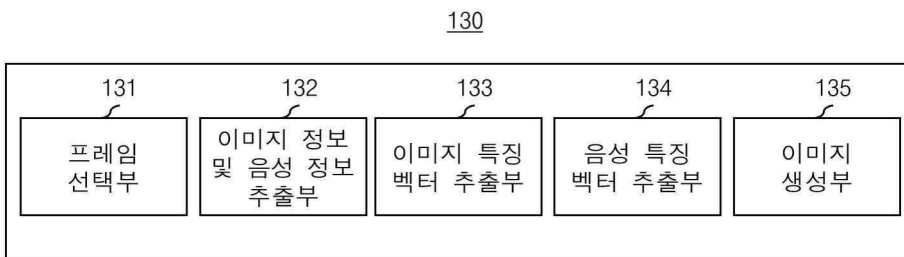 130
131
132
133
134
135
프레임
선택부
이미지 정보
및 음성 정보
추출부
이미지 특징
벡터 추출부
음성 특징
벡터 추출부
이미지
생성부